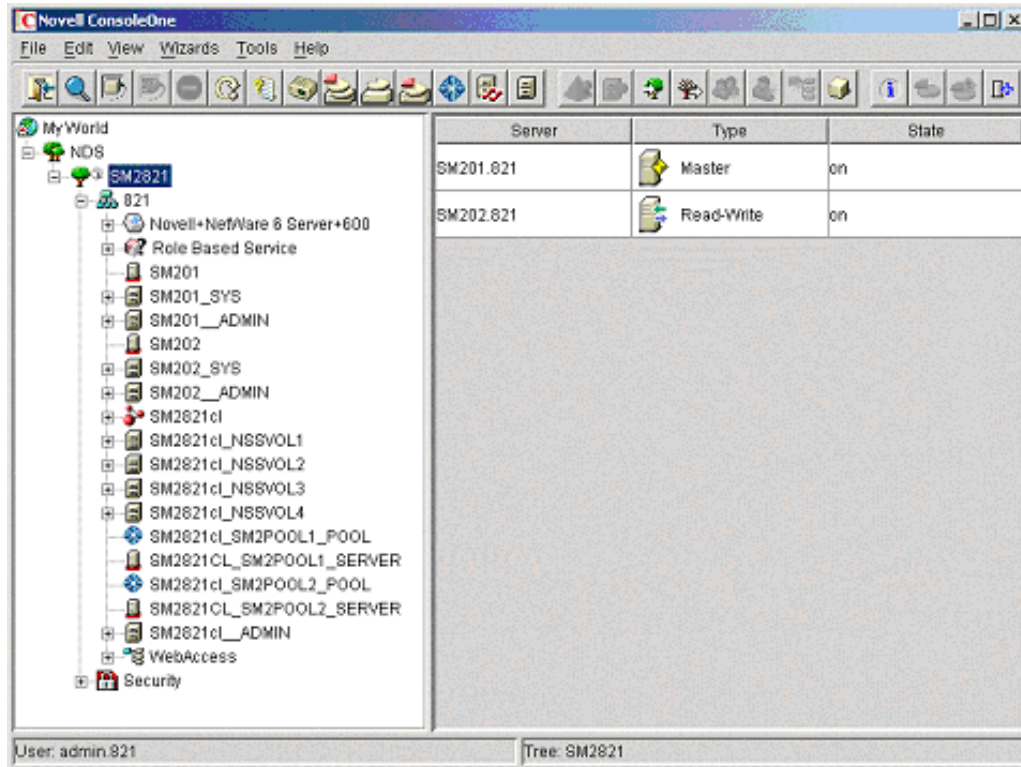 Novell ConsoleOne
File Edit View Wizards Tools Help
My World
NDS
SM2821
821
Novell+NetWare 6 Server+600
Role Based Service
SM201
SM201_SYS
SM201__ADMIN
SM202
SM202_SYS
SM202__ADMIN
SM2821cl
SM2821cl_NSSVOL1
SM2821cl_NSSVOL2
SM2821cl_NSSVOL3
SM2821cl_NSSVOL4
SM2821cl_SM2POOL1_POOL
SM2821CL_SM2POOL1_SERVER
SM2821cl_SM2POOL2_POOL
SM2821CL_SM2POOL2_SERVER
SM2821cl__ADMIN
WebAccess
Security
Server Type State
SM201.821 Master on
SM202.821 Read-Write on
User: admin.821 Tree: SM2821